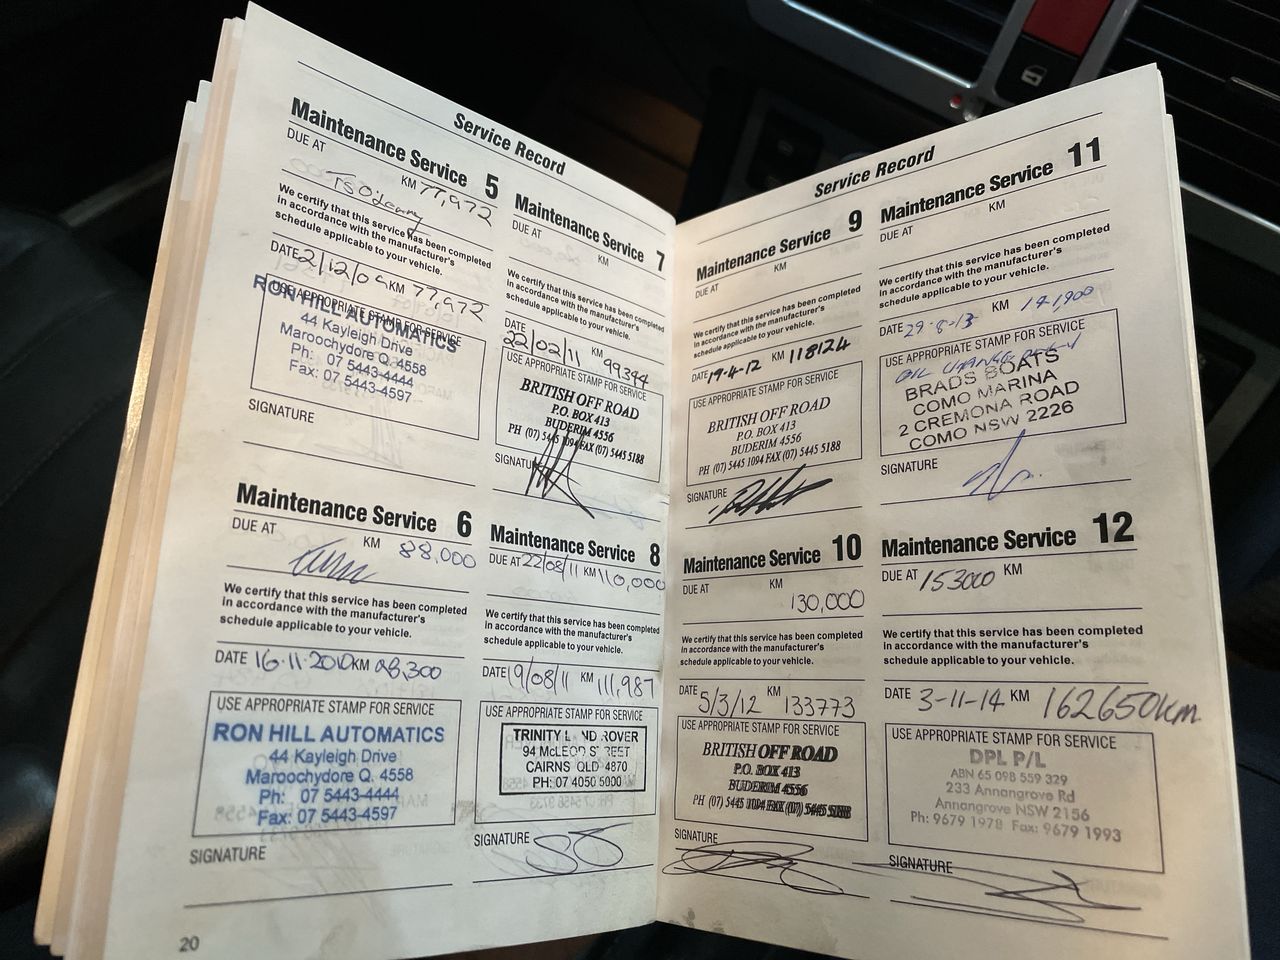 Service Record
Maintenance Service 5
DUE AT KM 77,972
TS O'Leary
We certify that this service has been completed
in accordance with the manufacturer's
schedule applicable to your vehicle.
DATE 2/12/09 KM 77,972
USE APPROPRIATE STAMP FOR SERVICE
RON HILL AUTOMATICS
44 Kayleigh Drive
Maroochydore Q. 4558
Ph: 07 5443-4444
Fax: 07 5443-4597
SIGNATURE
Maintenance Service 6
DUE AT KM 88,000
We certify that this service has been completed
in accordance with the manufacturer's
schedule applicable to your vehicle.
DATE 16.11.2010 KM 88,300
USE APPROPRIATE STAMP FOR SERVICE
RON HILL AUTOMATICS
44 Kayleigh Drive
Maroochydore Q. 4558
Ph: 07 5443-4444
Fax: 07 5443-4597
SIGNATURE
20
Maintenance Service 7
DUE AT KM
We certify that this service has been completed
in accordance with the manufacturer's
schedule applicable to your vehicle.
DATE 22/02/11 KM 99394
USE APPROPRIATE STAMP FOR SERVICE
BRITISH OFF ROAD
P.O. BOX 413
BUDERIM 4556
PH (07) 5445 1094 FAX (07) 5445 5188
SIGNATURE
Maintenance Service 8
DUE AT 22/08/11 KM 110,000
We certify that this service has been completed
in accordance with the manufacturer's
schedule applicable to your vehicle.
DATE 19/08/11 KM 111,987
USE APPROPRIATE STAMP FOR SERVICE
TRINITY LAND ROVER
94 McLEOD STREET
CAIRNS QLD 4870
PH: 07 4050 5000
SIGNATURE
Service Record
Maintenance Service 9
DUE AT KM
We certify that this service has been completed
in accordance with the manufacturer's
schedule applicable to your vehicle.
DATE 19.4.12 KM 118124
USE APPROPRIATE STAMP FOR SERVICE
BRITISH OFF ROAD
P.O. BOX 413
BUDERIM 4556
PH (07) 5445 1094 FAX (07) 5445 5188
SIGNATURE
Maintenance Service 10
DUE AT KM
130,000
We certify that this service has been completed
in accordance with the manufacturer's
schedule applicable to your vehicle.
DATE 5/3/12 KM 133773
USE APPROPRIATE STAMP FOR SERVICE
BRITISH OFF ROAD
P.O. BOX 413
BUDERIM 4556
PH (07) 5445 1094 FAX (07) 5445 5188
SIGNATURE
Maintenance Service 11
DUE AT KM
We certify that this service has been completed
in accordance with the manufacturer's
schedule applicable to your vehicle.
DATE 29-8-13 KM 141,900
USE APPROPRIATE STAMP FOR SERVICE
OIL CHANGE
BRADS BOATS
COMO MARINA
2 CREMONA ROAD
COMO NSW 2226
SIGNATURE
Maintenance Service 12
DUE AT 153000 KM
We certify that this service has been completed
in accordance with the manufacturer's
schedule applicable to your vehicle.
DATE 3-11-14 KM 162650km
USE APPROPRIATE STAMP FOR SERVICE
DPL P/L
ABN 65 098 559 329
233 Annangrove Rd
Annangrove NSW 2156
Ph: 9679 1978 Fax: 9679 1993
SIGNATURE